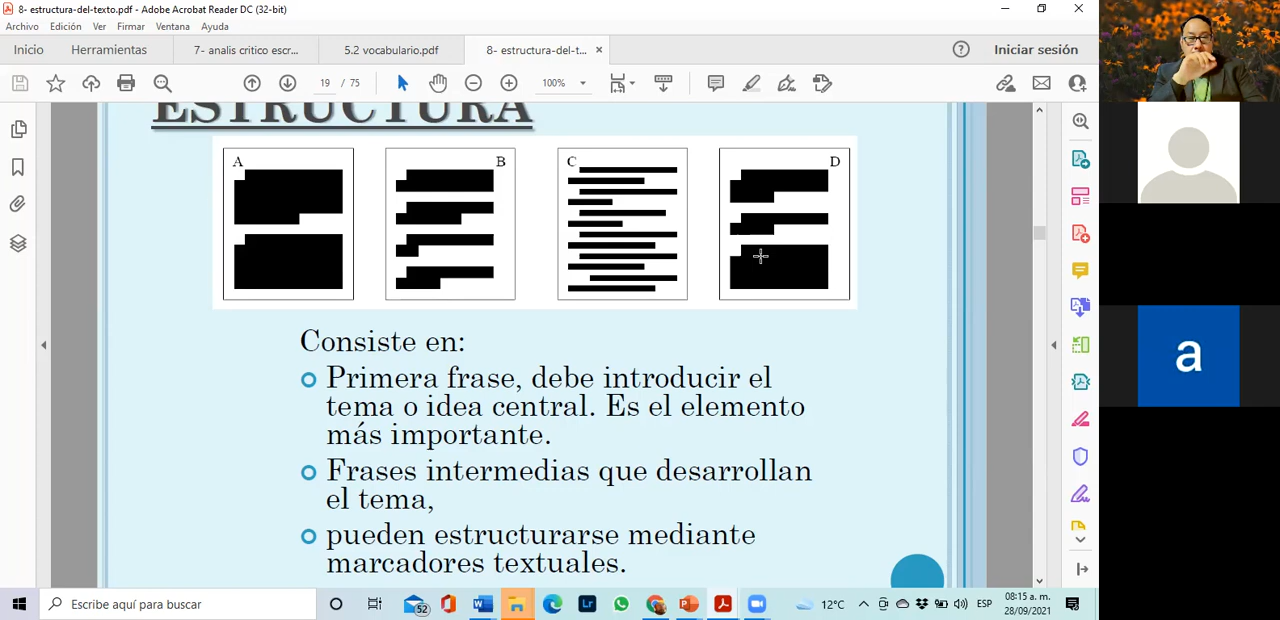 8- estructura-del-texto.pdf - Adobe Acrobat Reader DC (32-bit)
Archivo Edición Ver Firmar Ventana Ayuda
Inicio Herramientas 7- analis critico escr... 5.2 vocabulario.pdf 8- estructura-del-t... × Iniciar sesión
19 / 75 100%
ESTRUCTURA
A B C D
Consiste en:
Primera frase, debe introducir el
tema o idea central. Es el elemento
más importante.
Frases intermedias que desarrollan
el tema,
pueden estructurarse mediante
marcadores textuales.
a
Escribe aquí para buscar
52
12°C ESP 08:15 a. m.
28/09/2021